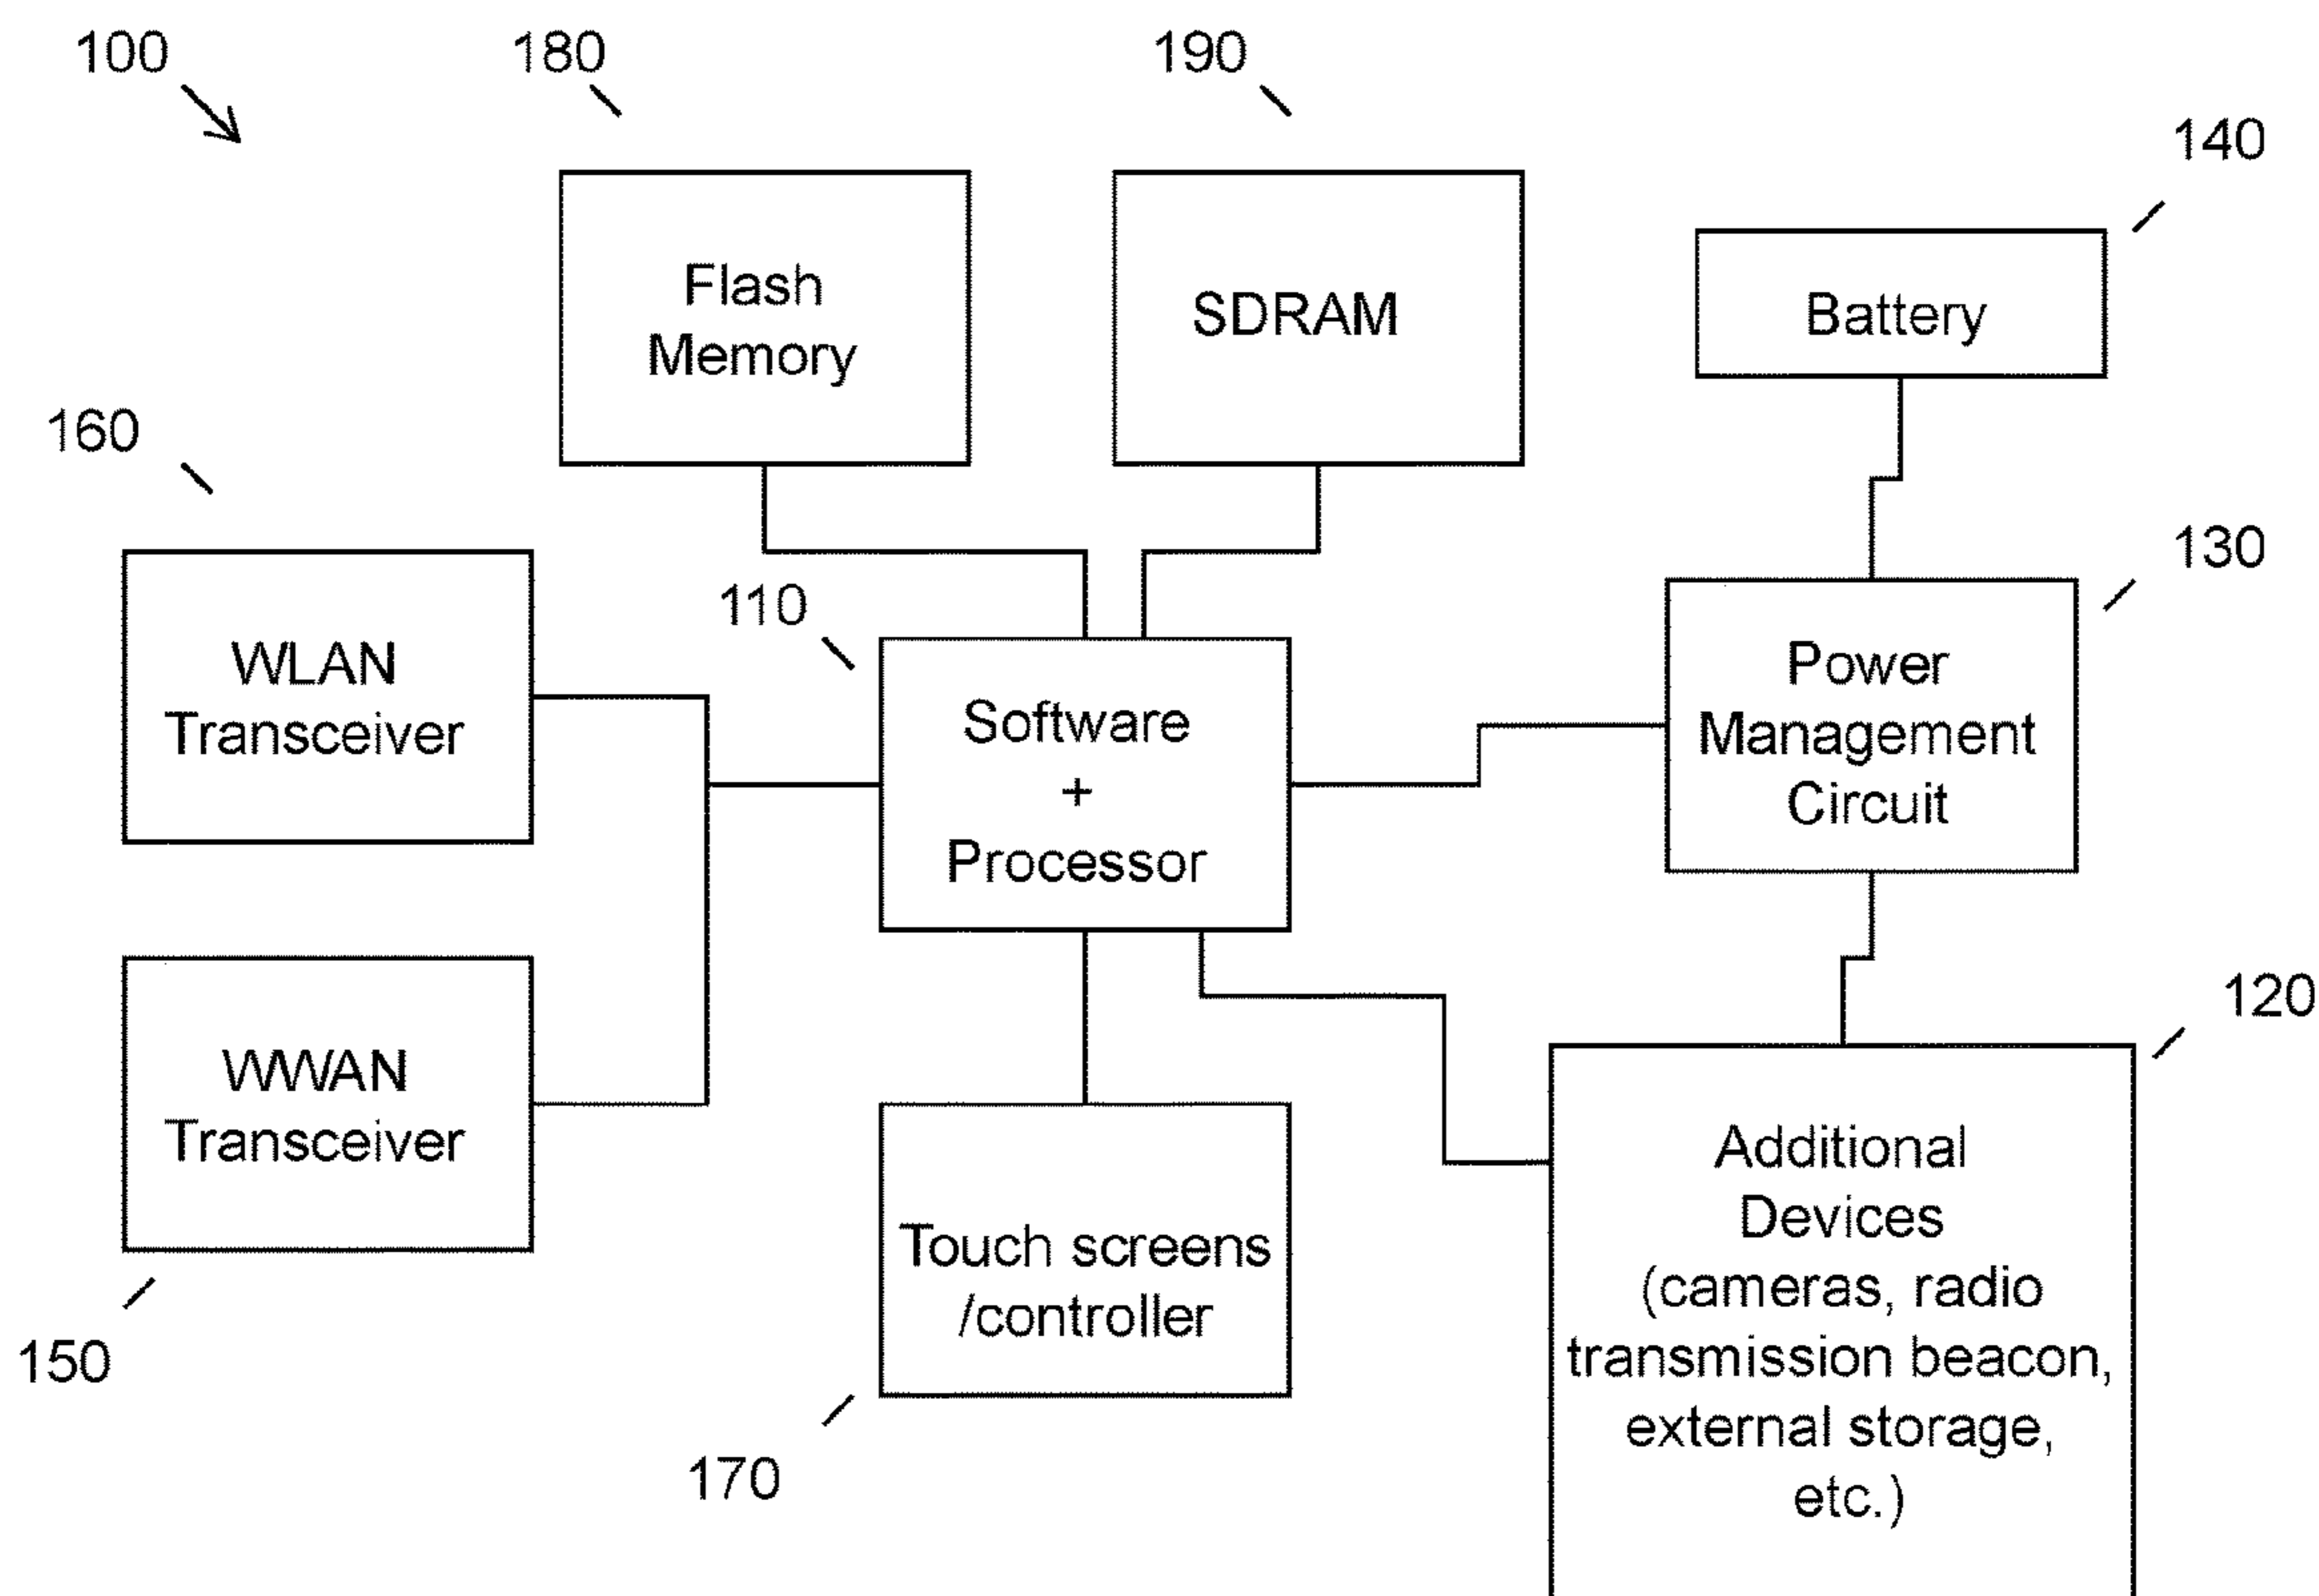 100
180
190
140
Flash
Memory
SDRAM
Battery
160
130
110
WLAN
Transceiver
Software
+
Processor
Power
Management
Circuit
120
WWAN
Transceiver
Touch screens
/controller
Additional
Devices
(cameras, radio
transmission beacon,
external storage,
etc.)
150
170